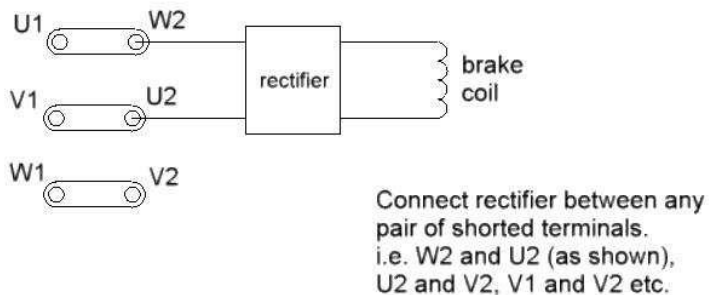 U1 W2
rectifier
brake
coil
V1 U2
W1 V2
Connect rectifier between any
pair of shorted terminals.
i.e. W2 and U2 (as shown),
U2 and V2, V1 and V2 etc.